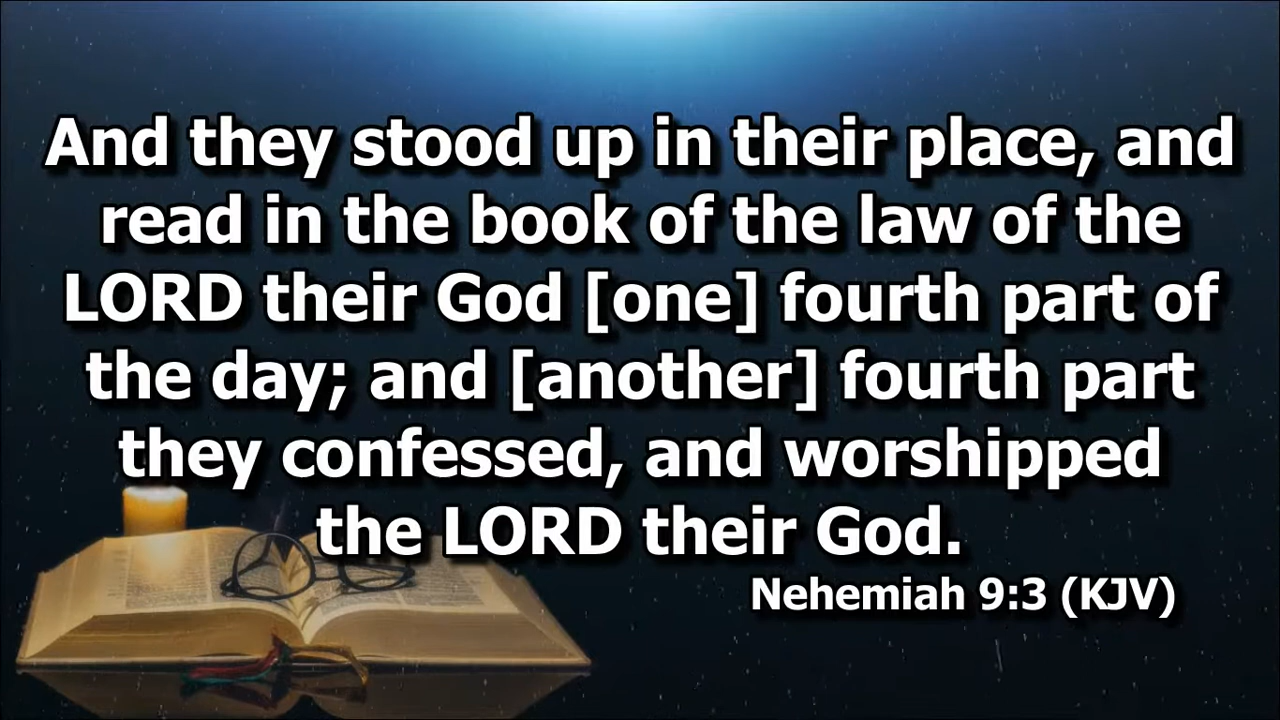 And they stood up in their place, and
read in the book of the law of the
LORD their God [one] fourth part of
the day; and [another] fourth part
they confessed, and worshipped
the LORD their God.
Nehemiah 9:3 (KJV)